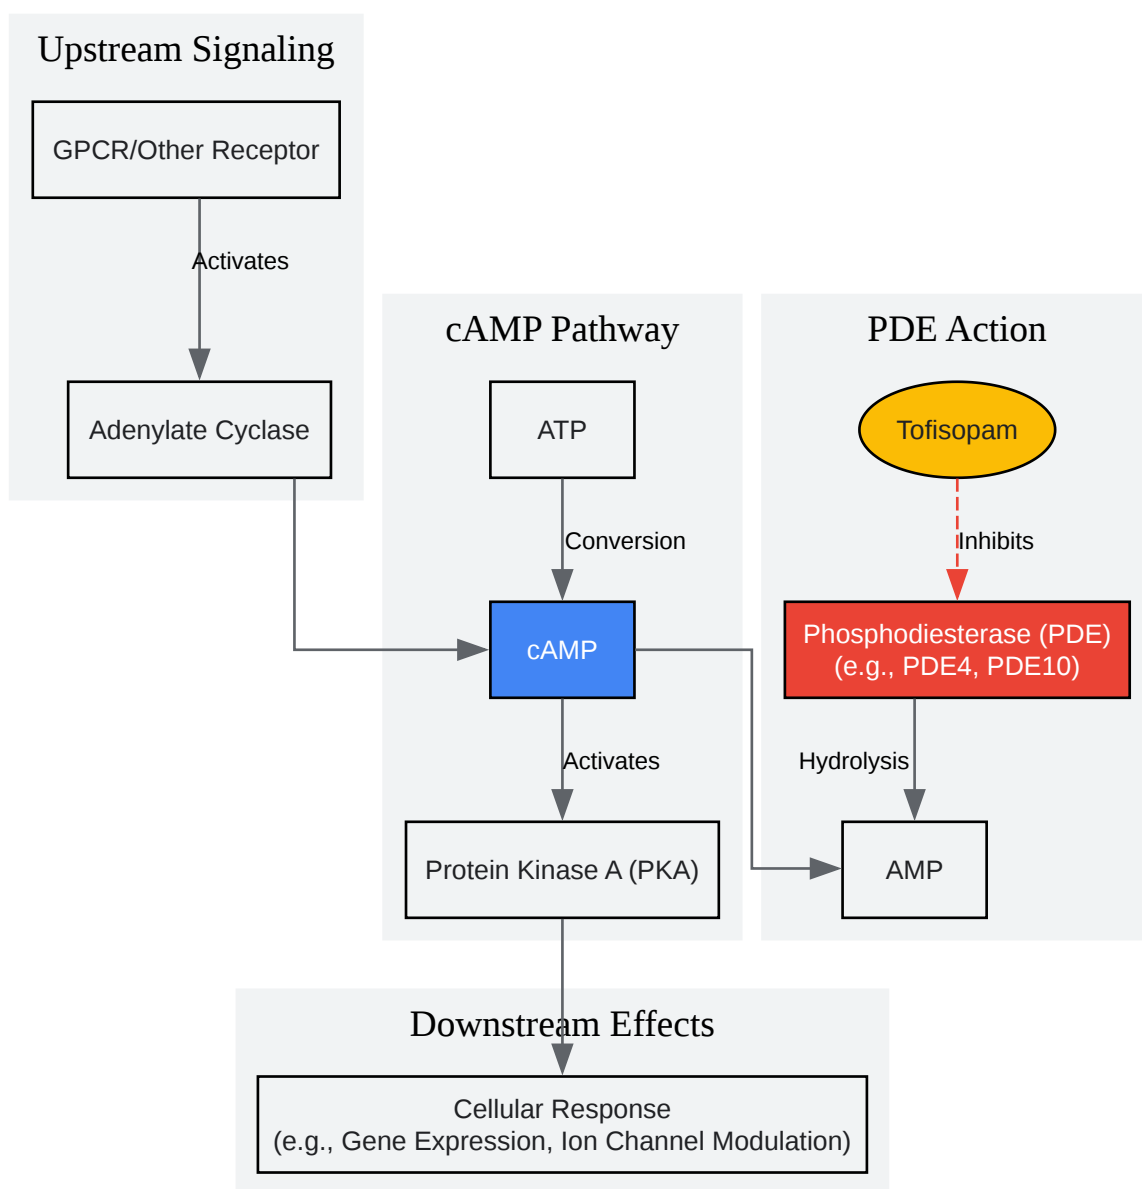 Upstream Signaling
GPCR/Other Receptor
Activates
Adenylate Cyclase
cAMP Pathway
ATP
Conversion
cAMP
Activates
Protein Kinase A (PKA)
PDE Action
Tofisopam
Inhibits
Phosphodiesterase (PDE)
(e.g., PDE4, PDE10)
Hydrolysis
AMP
Downstream Effects
Cellular Response
(e.g., Gene Expression, Ion Channel Modulation)